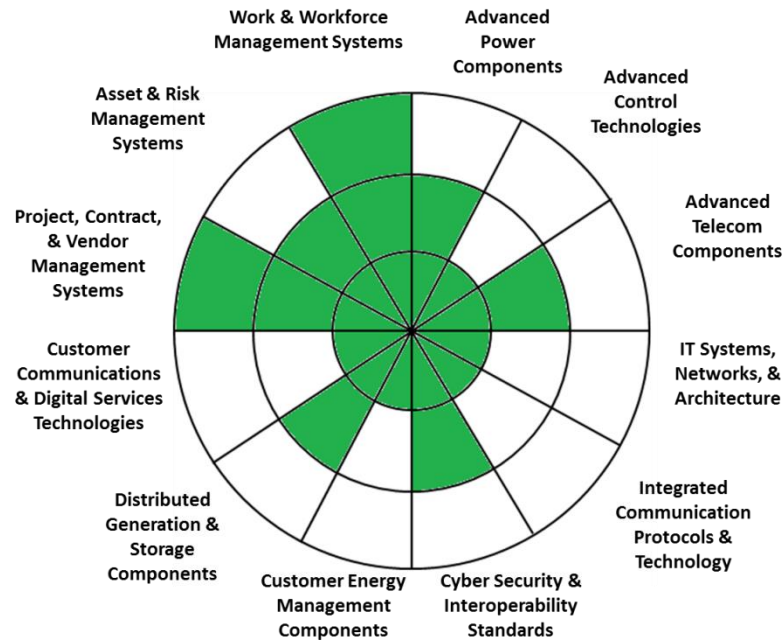 Work & Workforce
Management Systems
Advanced
Power
Components
Advanced
Control
Technologies
Advanced
Telecom
Components
IT Systems,
Networks, &
Architecture
Integrated
Communication
Protocols &
Technology
Cyber Security &
Interoperability
Standards
Customer Energy
Management
Components
Distributed
Generation &
Storage
Components
Customer
Communications
& Digital Services
Technologies
Project, Contract,
& Vendor
Management
Systems
Asset & Risk
Management
Systems